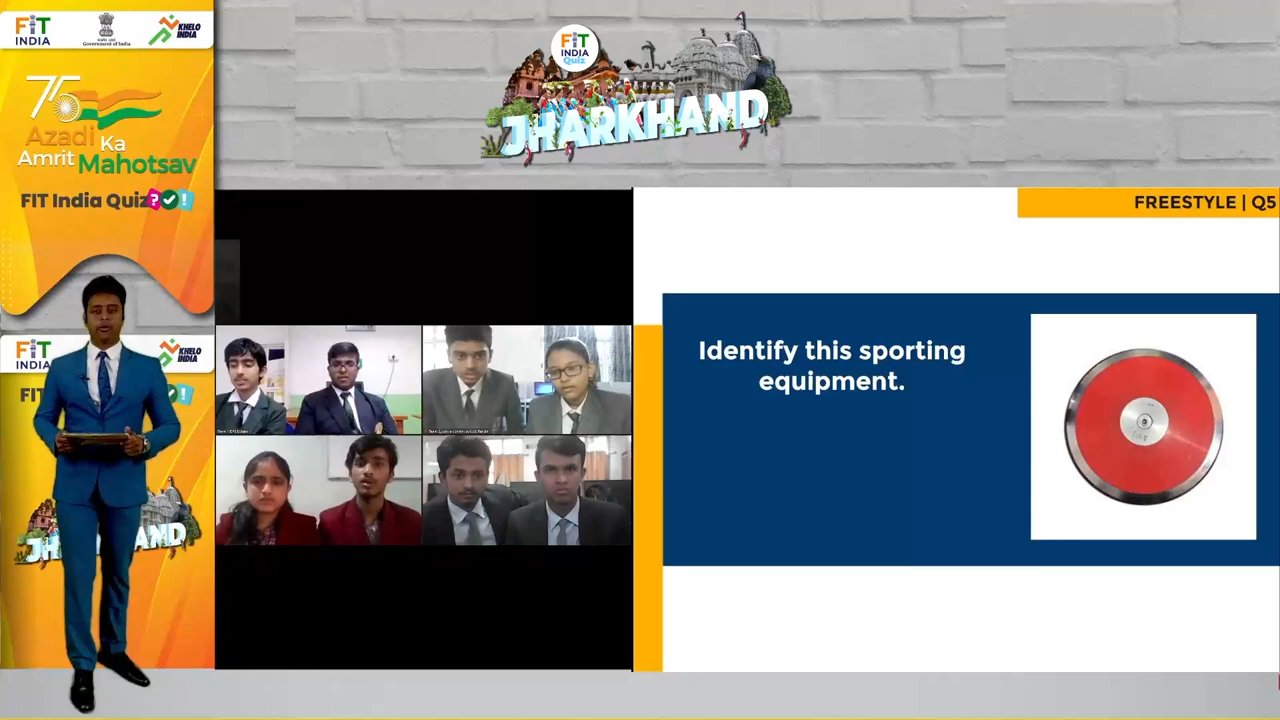 FiT
INDIA
Government of India
KHELO
INDIA
75
Azadi Ka
Amrit Mahotsav
FIT India Quiz?!
FiT
INDIA
Quiz
JHARKHAND
FREESTYLE | Q5
Identify this sporting
equipment.
FiT
INDIA
KHELO
INDIA